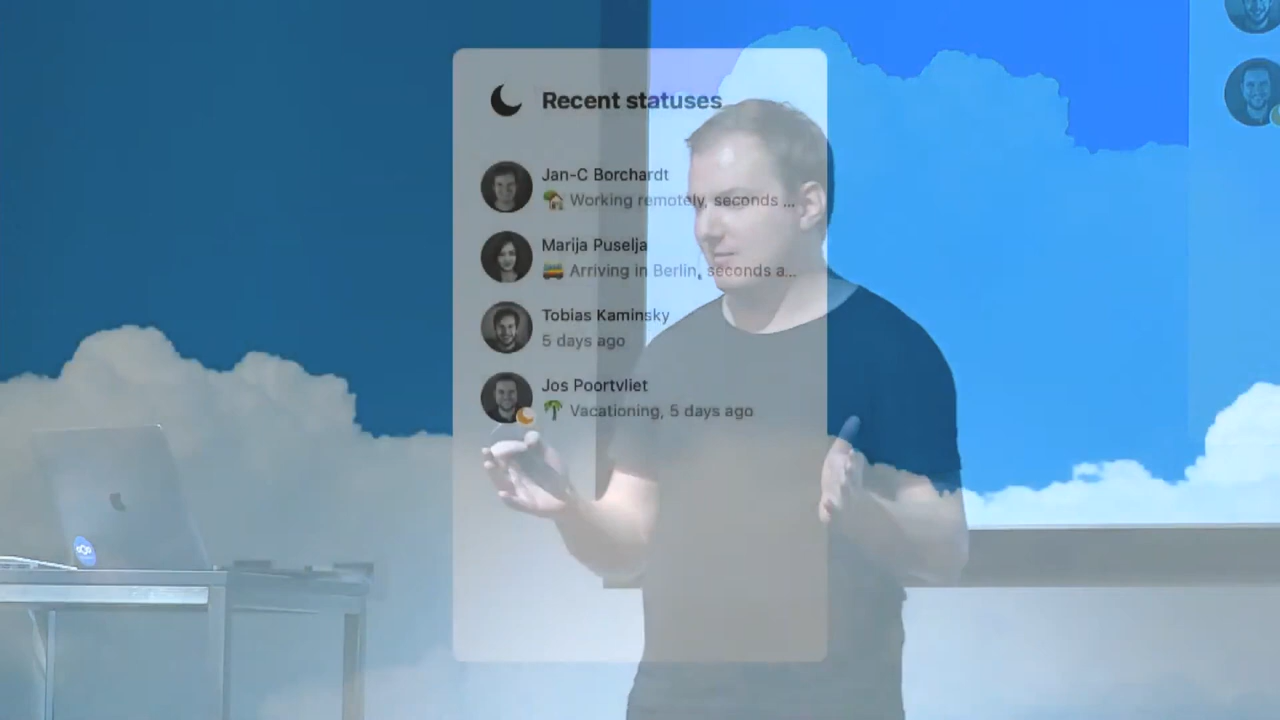 Recent statuses
Jan-C Borchardt
Working remotely, seconds ...
Marija Puselja
Arriving in Berlin, seconds a...
Tobias Kaminsky
5 days ago
Jos Poortvliet
Vacationing, 5 days ago